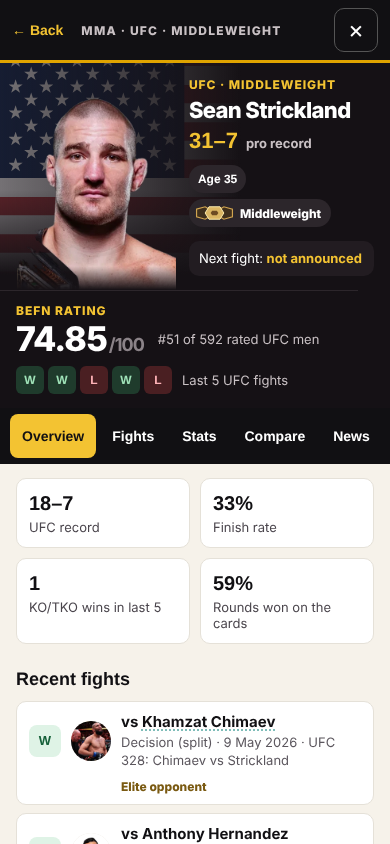 ← Back MMA · UFC · MIDDLEWEIGHT ×
UFC · MIDDLEWEIGHT
Sean Strickland
31–7 pro record
Age 35
Middleweight
Next fight: not announced
BEFN RATING
74.85/100 #51 of 592 rated UFC men
W W L W L Last 5 UFC fights
Overview Fights Stats Compare News
18–7
UFC record
33%
Finish rate
1
KO/TKO wins in last 5
59%
Rounds won on the
cards
Recent fights
W
vs Khamzat Chimaev
Decision (split) · 9 May 2026 · UFC
328: Chimaev vs Strickland
Elite opponent
vs Anthony Hernandez